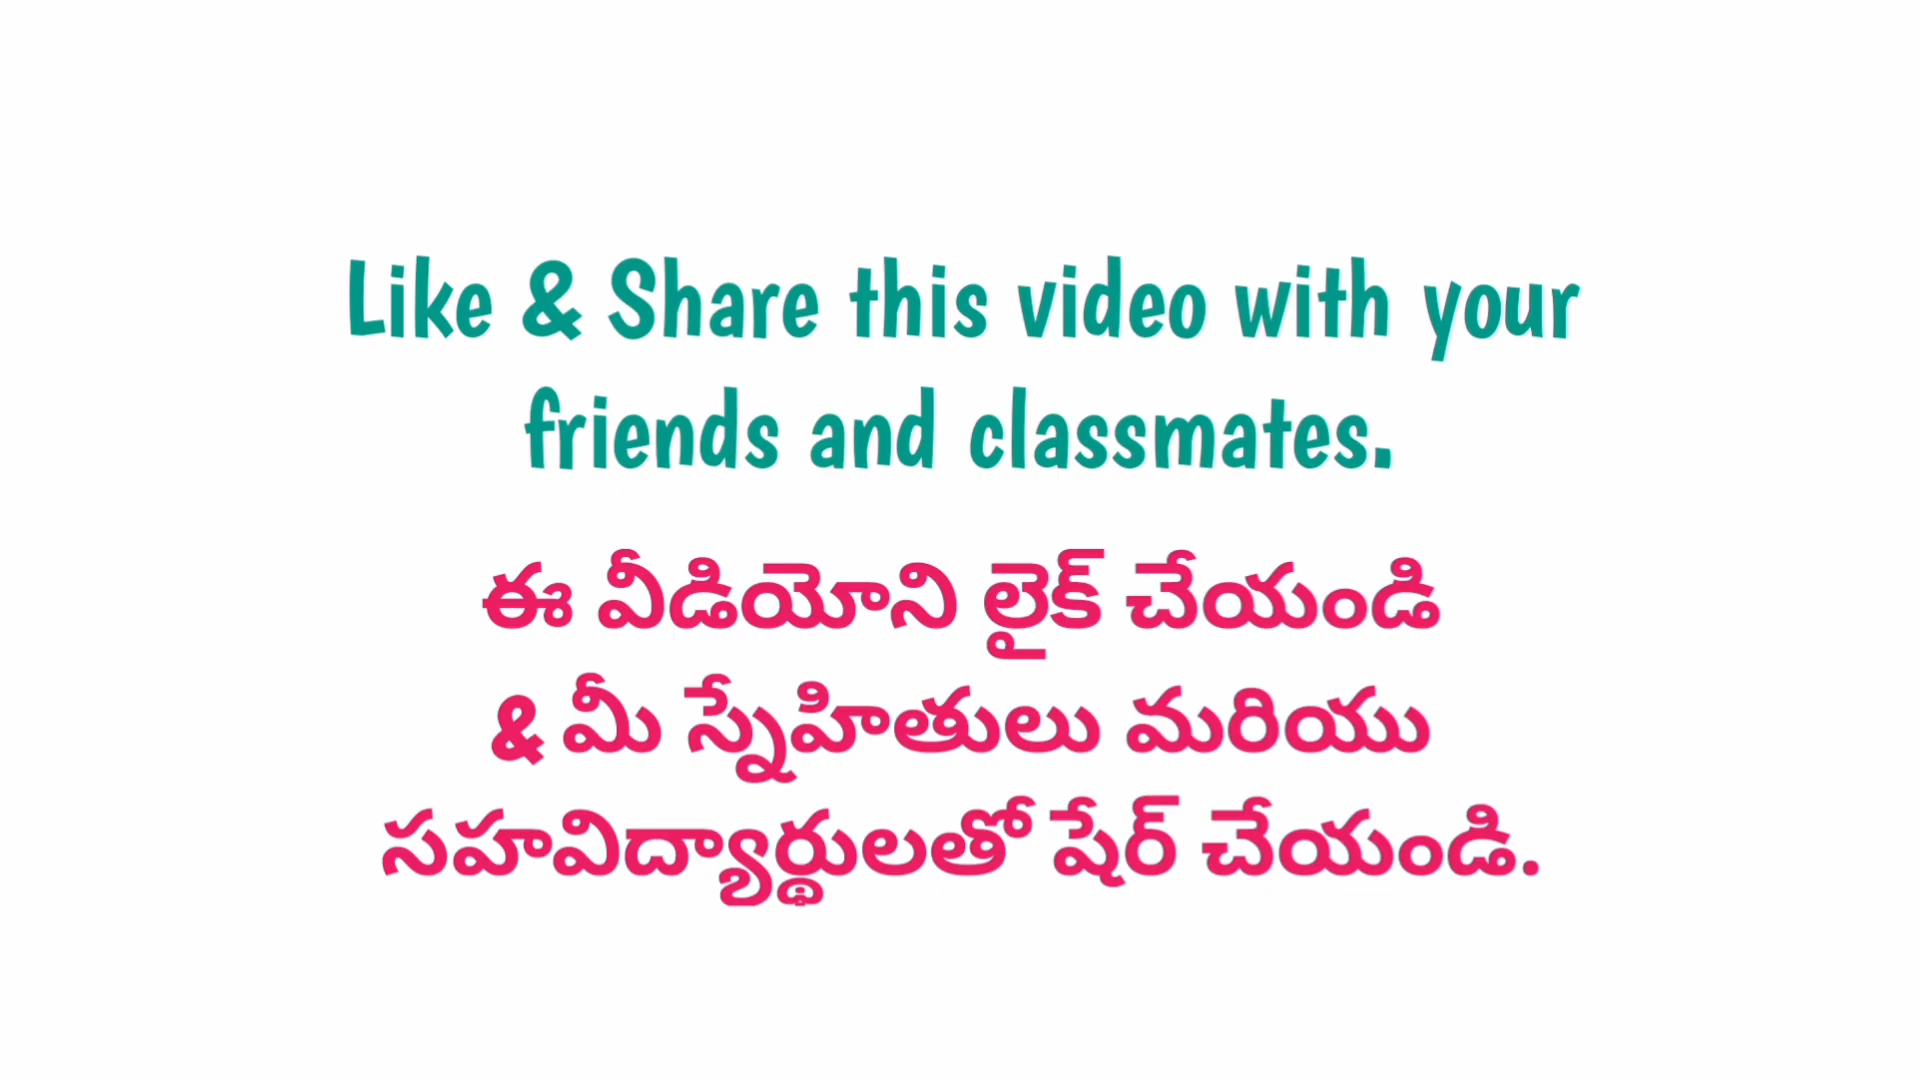 Like & Share this video with your
friends and classmates.
ఈ వీడియోని లైక్ చేయండి
& మీ స్నేహితులు మరియు
సహవిద్యార్థులతో షేర్ చేయండి.